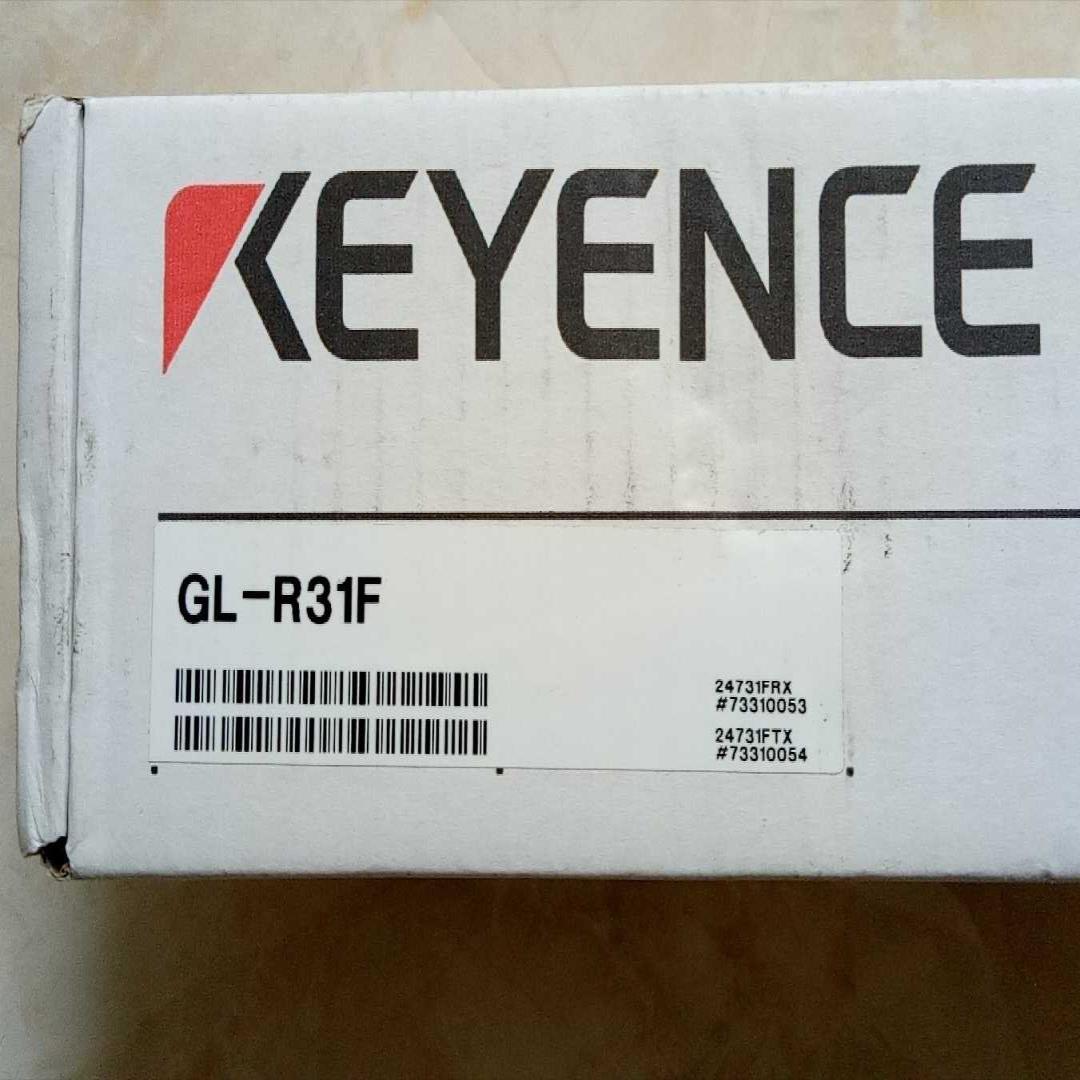 KEYENCE
GL-R31F
24731FRX
#73310053
24731FTX
#73310054